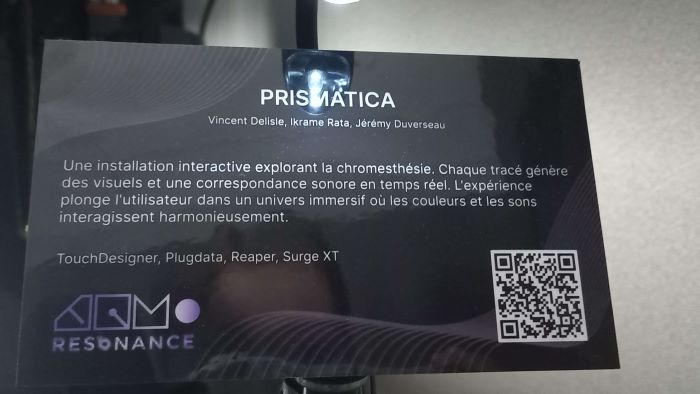 PRISMATICA
Vincent Delisle, Ikrame Rata, Jérémy Duverseau
Une installation interactive explorant la chromesthésie. Chaque tracé génère
des visuels et une correspondance sonore en temps réel. L'expérience
plonge l'utilisateur dans un univers immersif où les couleurs et les sons
interagissent harmonieusement.
TouchDesigner, Plugdata, Reaper, Surge XT
RESONANCE